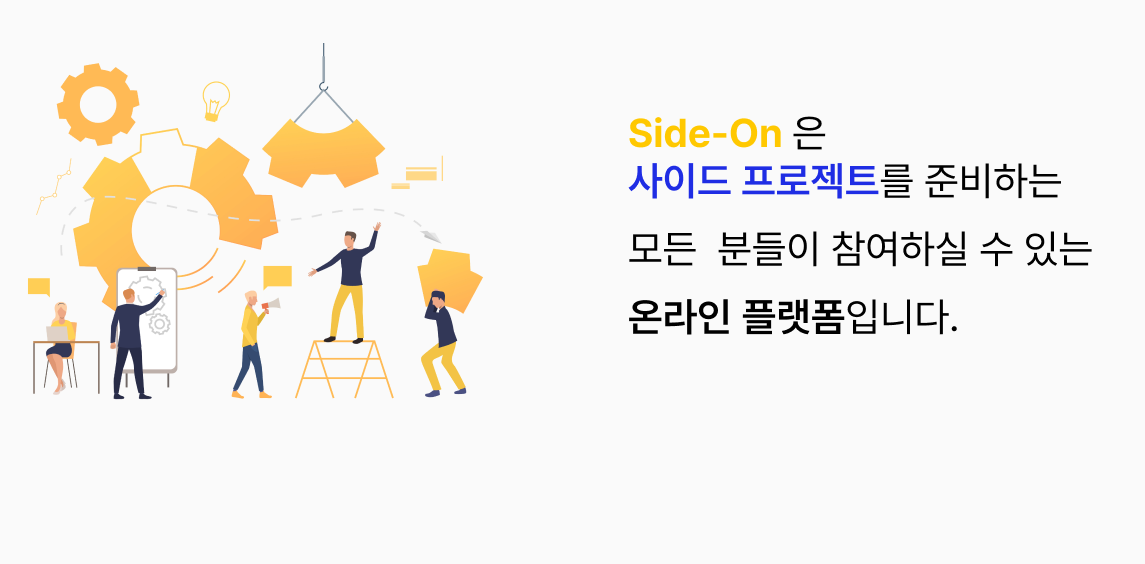 Side-On 은
사이드 프로젝트를 준비하는
모든 분들이 참여하실 수 있는
온라인 플랫폼입니다.